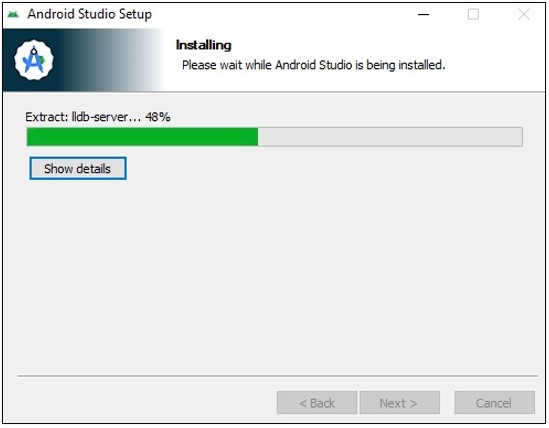 Android Studio Setup
Installing
Please wait while Android Studio is being installed.
Extract: lldb-server... 48%
Show details
< Back
Next >
Cancel